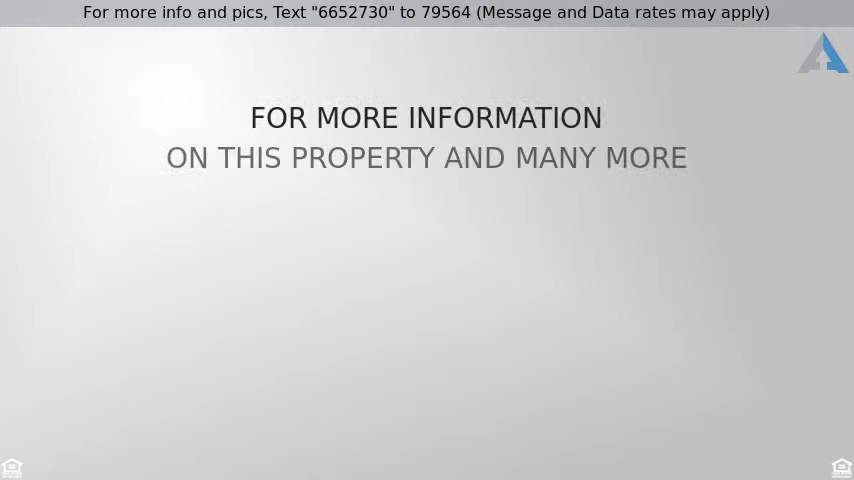 For more info and pics, Text "6652730" to 79564 (Message and Data rates may apply)
FOR MORE INFORMATION
ON THIS PROPERTY AND MANY MORE